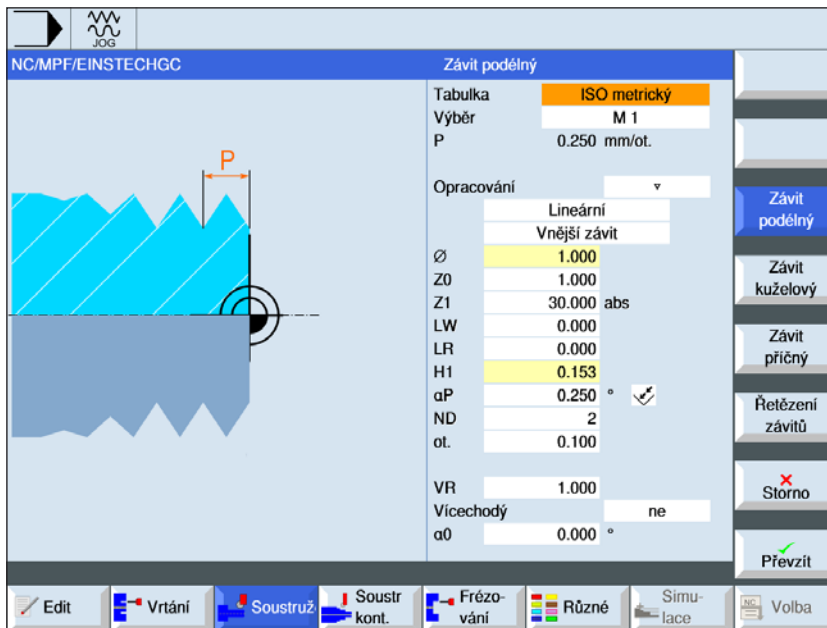 JOG
NC/MPF/EINSTECHGC
Závit podélný
Tabulka ISO metrický
Výběr M 1
P 0.250 mm/ot.
P
Opracování ▿
Lineární
Vnější závit
Ø 1.000
Z0 1.000
Z1 30.000 abs
LW 0.000
LR 0.000
H1 0.153
αP 0.250 °
ND 2
ot. 0.100
VR 1.000
Vícechodý ne
α0 0.000 °
Závit
podélný
Závit
kuželový
Závit
příčný
Řetězení
závitů
Storno
Převzít
Edit
Vrtání
Soustruž
Soustr
kont.
Frézo-
vání
Různé
Simu-
lace
NC
Volba